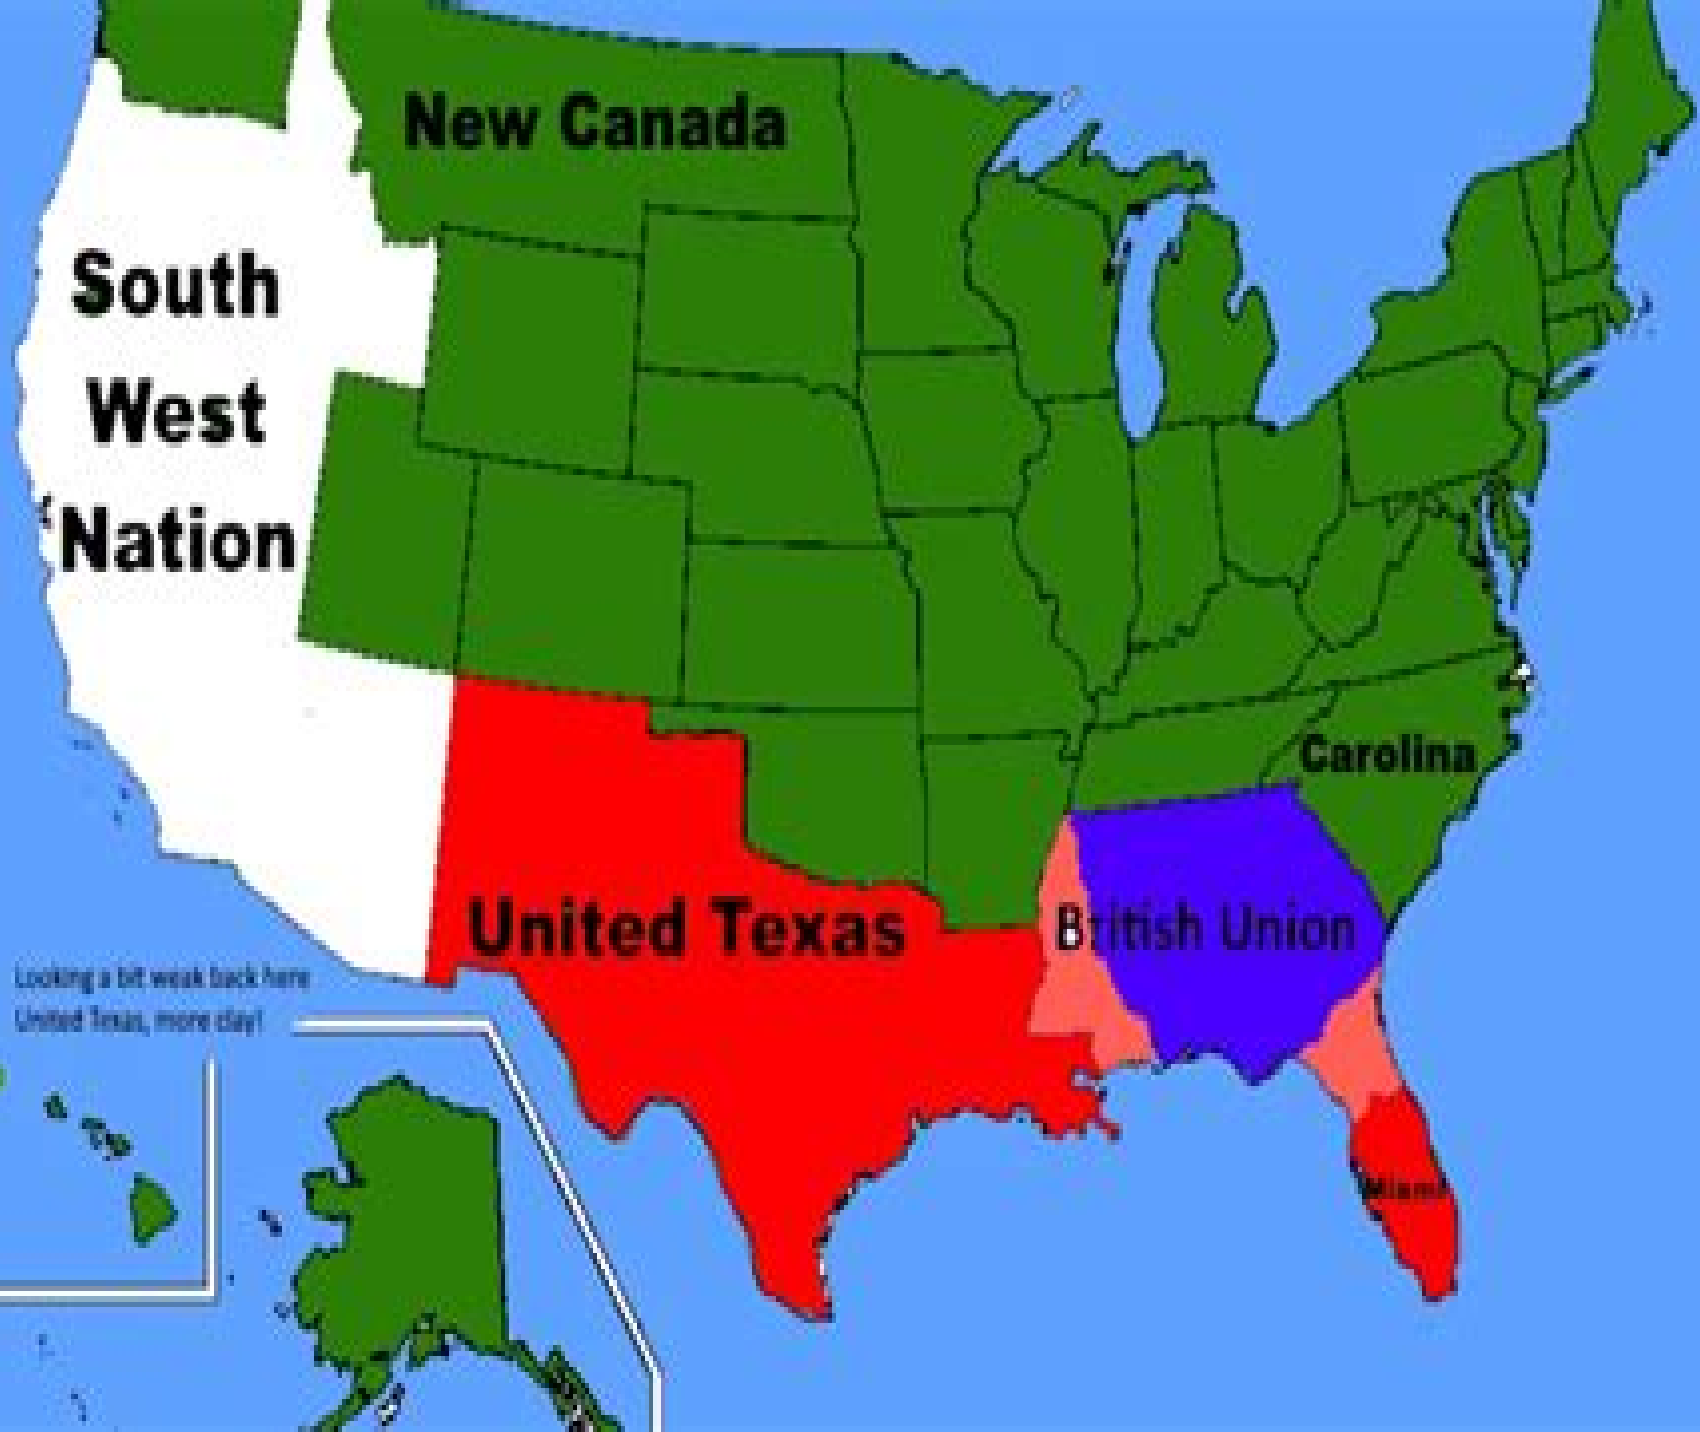 New Canada
South
West
Nation
Carolina
United Texas
British Union
Looking a bit weak back here
United Texas, more clay!
Miami